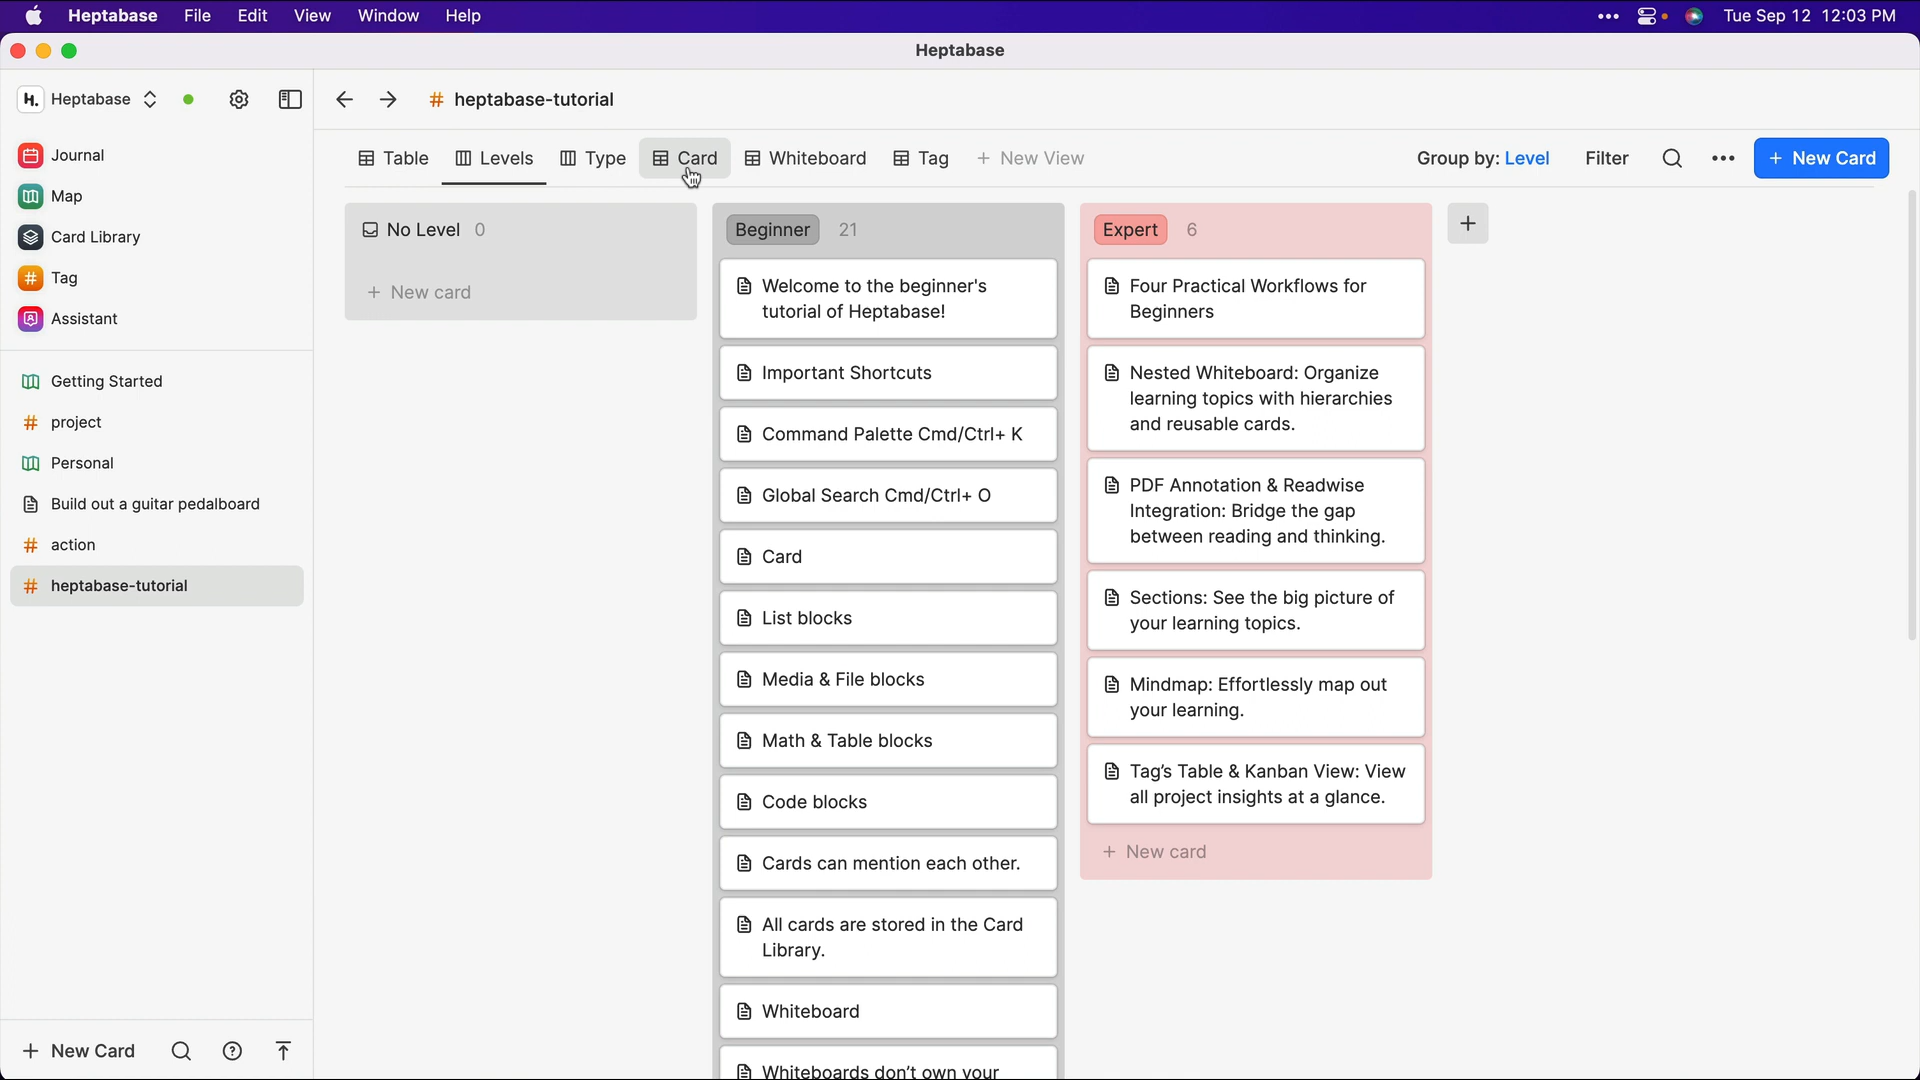 Heptabase File Edit View Window Help
Tue Sep 12 12:03 PM
Heptabase
H. Heptabase
# heptabase-tutorial
Journal
Map
Card Library
# Tag
Assistant
Getting Started
# project
Personal
Build out a guitar pedalboard
# action
# heptabase-tutorial
+ New Card
Table Levels Type Card Whiteboard Tag + New View
Group by: Level Filter + New Card
No Level 0
+ New card
Beginner 21
Welcome to the beginner's
tutorial of Heptabase!
Important Shortcuts
Command Palette Cmd/Ctrl+ K
Global Search Cmd/Ctrl+ O
Card
List blocks
Media & File blocks
Math & Table blocks
Code blocks
Cards can mention each other.
All cards are stored in the Card
Library.
Whiteboard
Whiteboards don't own your
Expert 6
Four Practical Workflows for
Beginners
Nested Whiteboard: Organize
learning topics with hierarchies
and reusable cards.
PDF Annotation & Readwise
Integration: Bridge the gap
between reading and thinking.
Sections: See the big picture of
your learning topics.
Mindmap: Effortlessly map out
your learning.
Tag's Table & Kanban View: View
all project insights at a glance.
+ New card
+